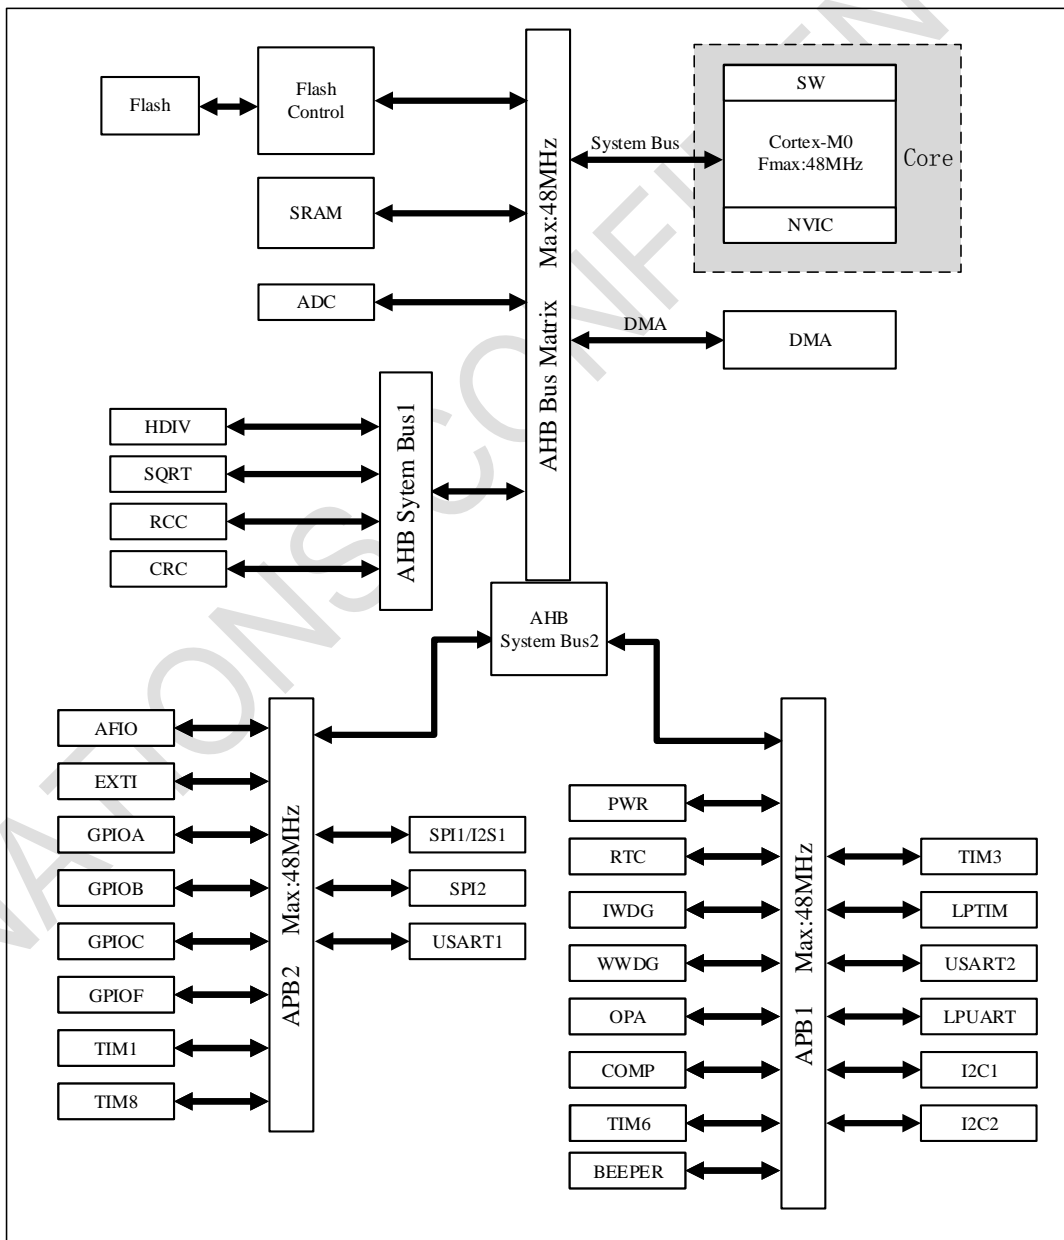 Flash
Flash
Control
SRAM
ADC
AHB Bus Matrix Max:48MHz
System Bus
SW
Cortex-M0
Fmax:48MHz
NVIC
Core
DMA
DMA
HDIV
SQRT
RCC
CRC
AHB Sytem Bus1
AHB
System Bus2
AFIO
EXTI
GPIOA
GPIOB
GPIOC
GPIOF
TIM1
TIM8
APB2 Max:48MHz
SPI1/I2S1
SPI2
USART1
PWR
RTC
IWDG
WWDG
OPA
COMP
TIM6
BEEPER
APB1 Max:48MHz
TIM3
LPTIM
USART2
LPUART
I2C1
I2C2
NATIONS CONFIDEN